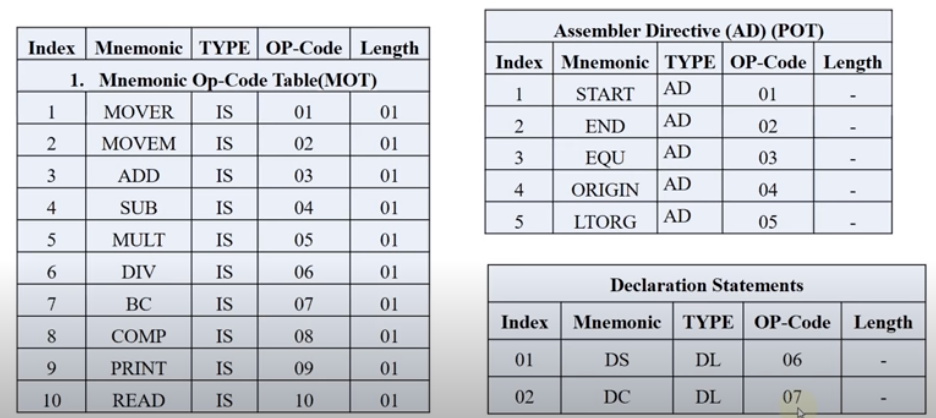 Index Mnemonic TYPE OP-Code Length
1. Mnemonic Op-Code Table(MOT)
1 MOVER IS 01 01
2 MOVEM IS 02 01
3 ADD IS 03 01
4 SUB IS 04 01
5 MULT IS 05 01
6 DIV IS 06 01
7 BC IS 07 01
8 COMP IS 08 01
9 PRINT IS 09 01
10 READ IS 10 01
Assembler Directive (AD) (POT)
Index Mnemonic TYPE OP-Code Length
1 START AD 01 -
2 END AD 02 -
3 EQU AD 03 -
4 ORIGIN AD 04 -
5 LTORG AD 05 -
Declaration Statements
Index Mnemonic TYPE OP-Code Length
01 DS DL 06 -
02 DC DL 07 -